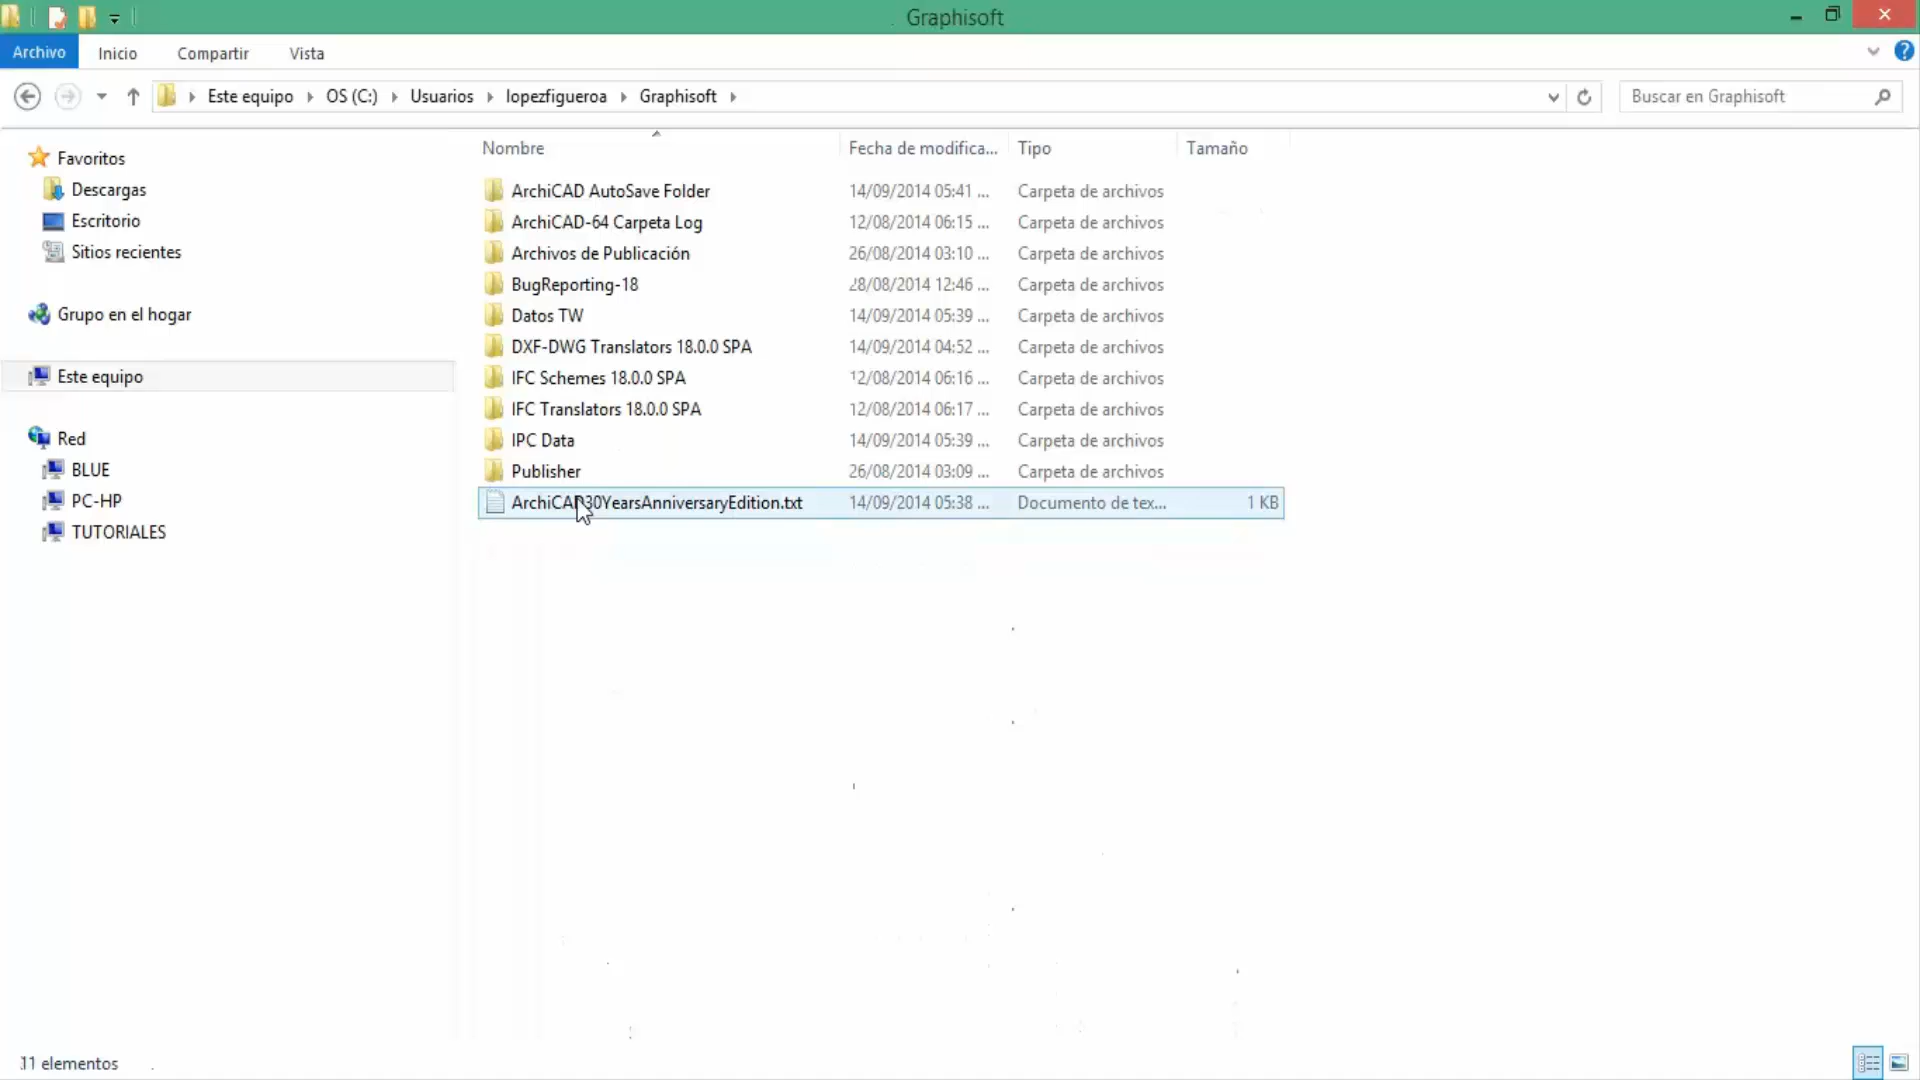 Graphisoft
Archivo Inicio Compartir Vista
Este equipo OS (C:) Usuarios lopezfigueroa Graphisoft
Buscar en Graphisoft
Favoritos
Descargas
Escritorio
Sitios recientes
Grupo en el hogar
Este equipo
Red
BLUE
PC-HP
TUTORIALES
Nombre Fecha de modifica... Tipo Tamaño
ArchiCAD AutoSave Folder 14/09/2014 05:41 ... Carpeta de archivos
ArchiCAD-64 Carpeta Log 12/08/2014 06:15 ... Carpeta de archivos
Archivos de Publicación 26/08/2014 03:10 ... Carpeta de archivos
BugReporting-18 28/08/2014 12:46 ... Carpeta de archivos
Datos TW 14/09/2014 05:39 ... Carpeta de archivos
DXF-DWG Translators 18.0.0 SPA 14/09/2014 04:52 ... Carpeta de archivos
IFC Schemes 18.0.0 SPA 12/08/2014 06:16 ... Carpeta de archivos
IFC Translators 18.0.0 SPA 12/08/2014 06:17 ... Carpeta de archivos
IPC Data 14/09/2014 05:39 ... Carpeta de archivos
Publisher 26/08/2014 03:09 ... Carpeta de archivos
ArchiCAD30YearsAnniversaryEdition.txt 14/09/2014 05:38 ... Documento de tex... 1 KB
11 elementos